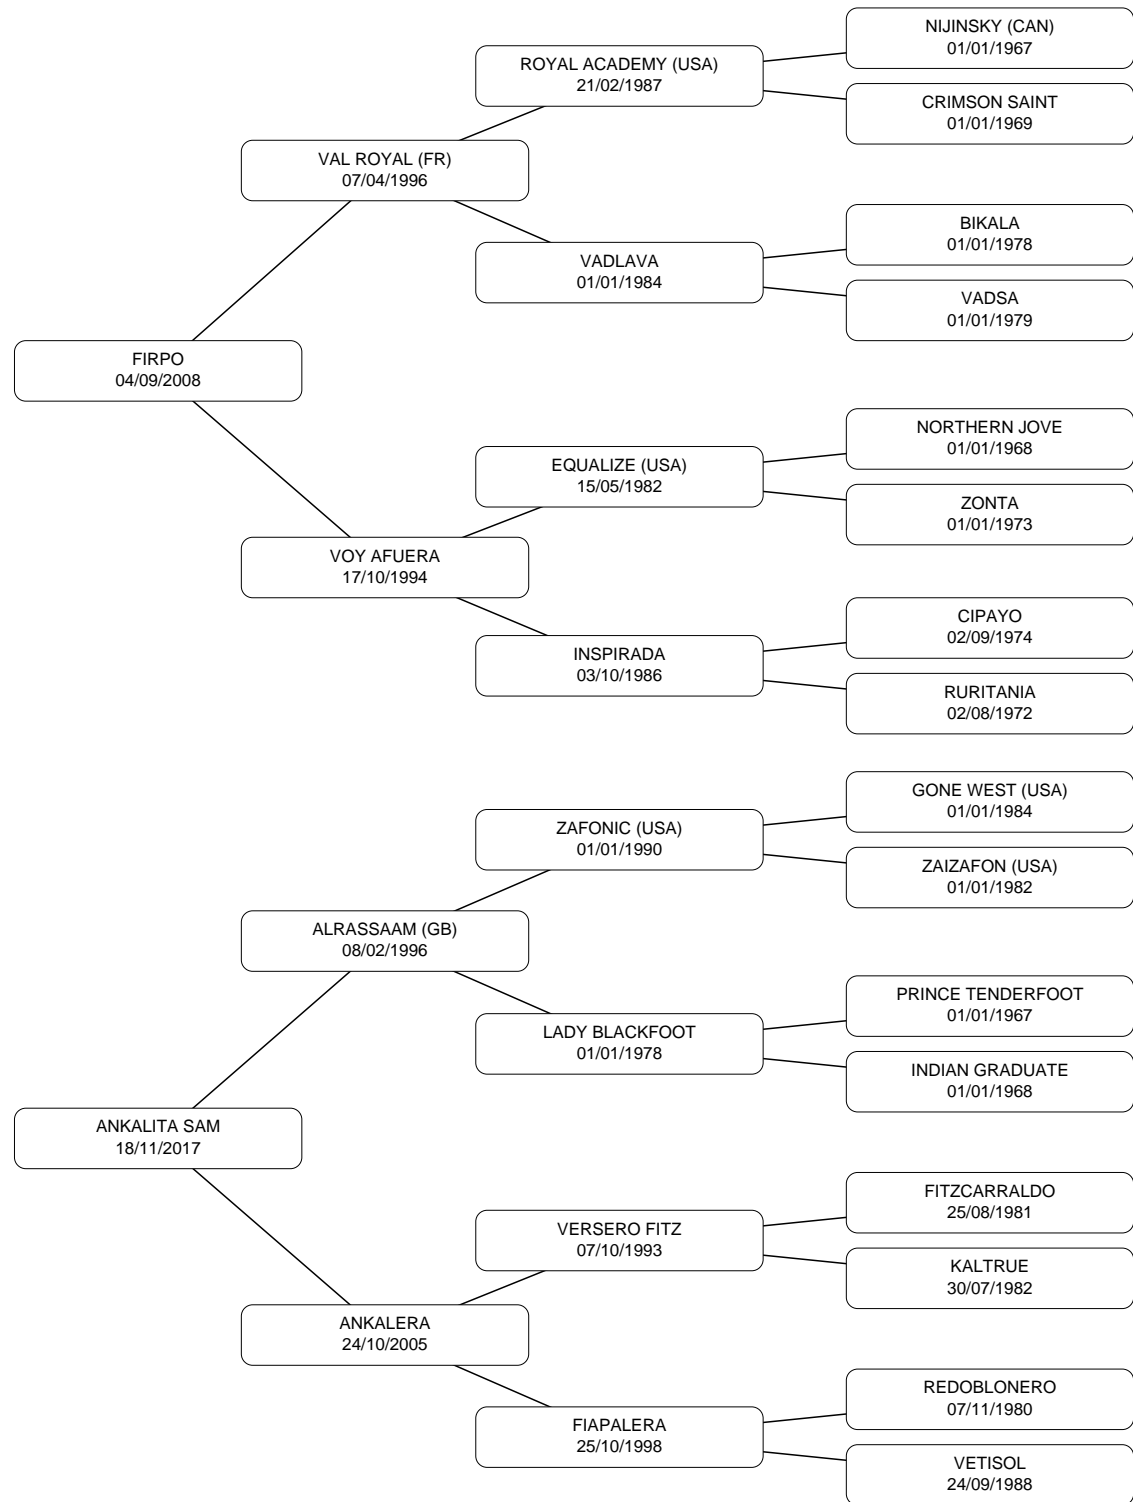 NIJINSKY (CAN)
01/01/1967
ROYAL ACADEMY (USA)
21/02/1987
CRIMSON SAINT
01/01/1969
VAL ROYAL (FR)
07/04/1996
BIKALA
01/01/1978
VADLAVA
01/01/1984
VADSA
01/01/1979
FIRPO
04/09/2008
NORTHERN JOVE
01/01/1968
EQUALIZE (USA)
15/05/1982
ZONTA
01/01/1973
VOY AFUERA
17/10/1994
CIPAYO
02/09/1974
INSPIRADA
03/10/1986
RURITANIA
02/08/1972
GONE WEST (USA)
01/01/1984
ZAFONIC (USA)
01/01/1990
ZAIZAFON (USA)
01/01/1982
ALRASSAAM (GB)
08/02/1996
PRINCE TENDERFOOT
01/01/1967
LADY BLACKFOOT
01/01/1978
INDIAN GRADUATE
01/01/1968
ANKALITA SAM
18/11/2017
FITZCARRALDO
25/08/1981
VERSERO FITZ
07/10/1993
KALTRUE
30/07/1982
ANKALERA
24/10/2005
REDOBLONERO
07/11/1980
FIAPALERA
25/10/1998
VETISOL
24/09/1988